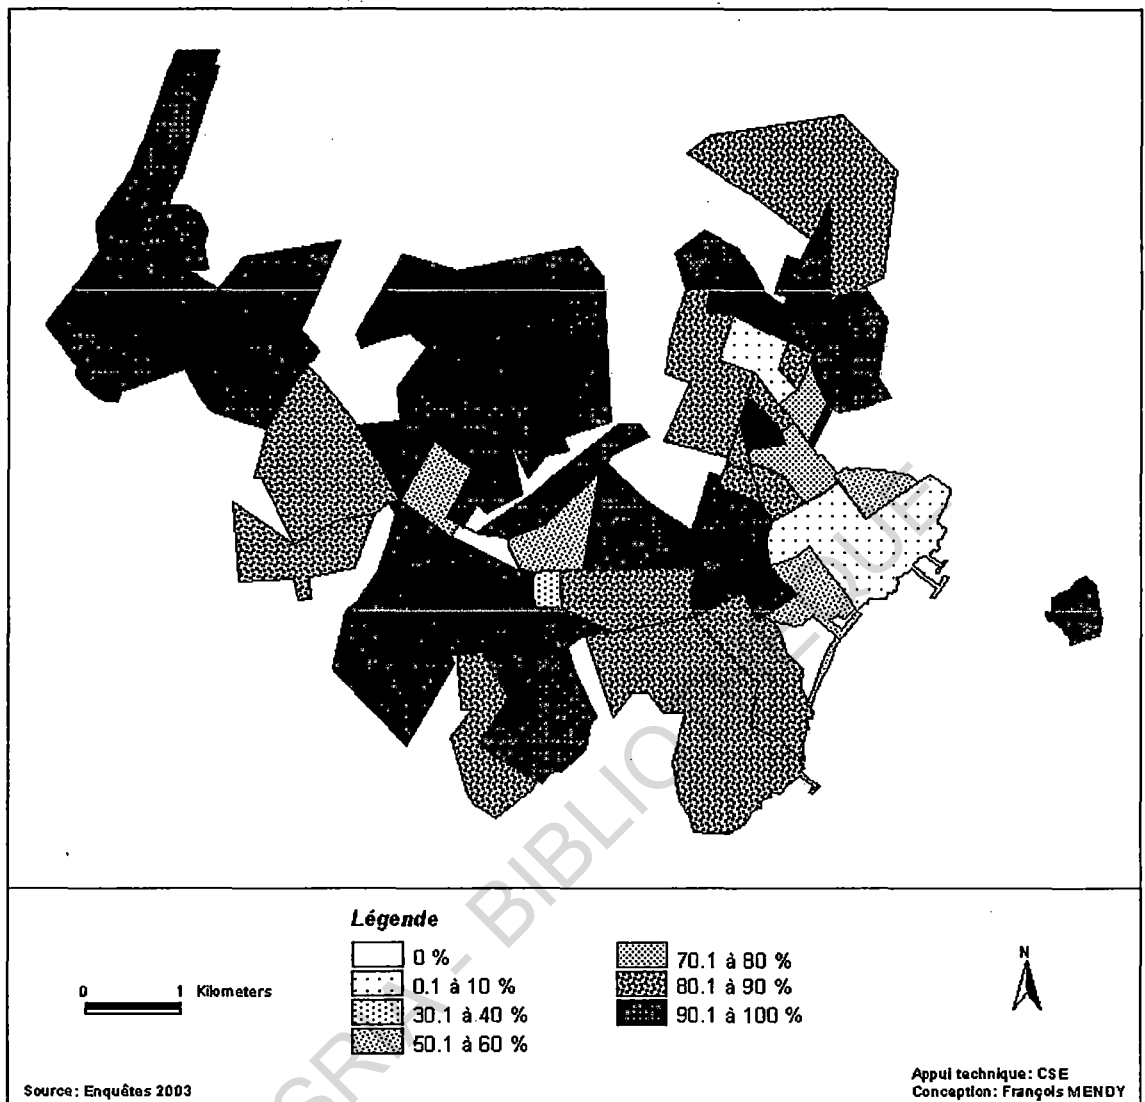 Légende
0 %
0.1 à 10 %
30.1 à 40 %
50.1 à 60 %
70.1 à 80 %
80.1 à 90 %
90.1 à 100 %
0 1 Kilometers
N
Source: Enquêtes 2003
Appui technique: CSE
Conception: François MENDY